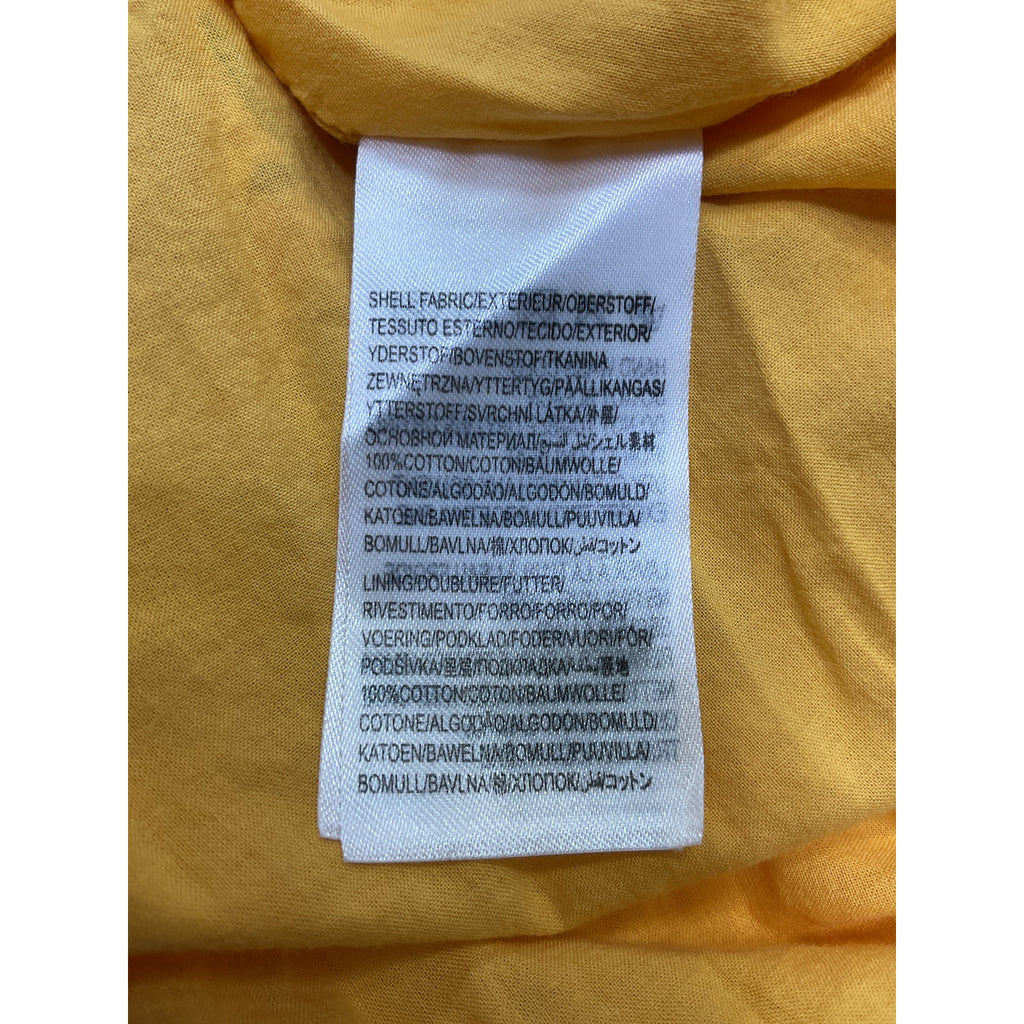 SHELL FABRIC/EXTERIEUR/OBERSTOFF/
TESSUTO ESTERNO/TECIDO/EXTERIOR/
YDERSTOF/BOVENSTOF/TKANINA
ZEWNĘTRZNA/YTTERTYG/PÄÄLLIKANGAS/
YTTERSTOFF/SVRCHNÍ LÁTKA/外層/
ОСНОВНОЙ МАТЕРИАЛ/シェル素材
100%COTTON/COTON/BAUMWOLLE/
COTONE/ALGODÃO/ALGODÓN/BOMULD/
KATOEN/BAWELNA/BOMULL/PUUVILLA/
BOMULL/BAVLNA/棉/ХЛОПОК/قطن/コットン
LINING/DOUBLURE/FUTTER/
RIVESTIMENTO/FORRO/FORRO/FOR/
VOERING/PODKLAD/FODER/VUORI/FÔR/
PODŠÍVKA/里層/ПОДКЛАДКА/裏地
100%COTTON/COTON/BAUMWOLLE/
COTONE/ALGODÃO/ALGODÓN/BOMULD/
KATOEN/BAWELNA/BOMULL/PUUVILLA/
BOMULL/BAVLNA/棉/ХЛОПОК/قطن/コットン